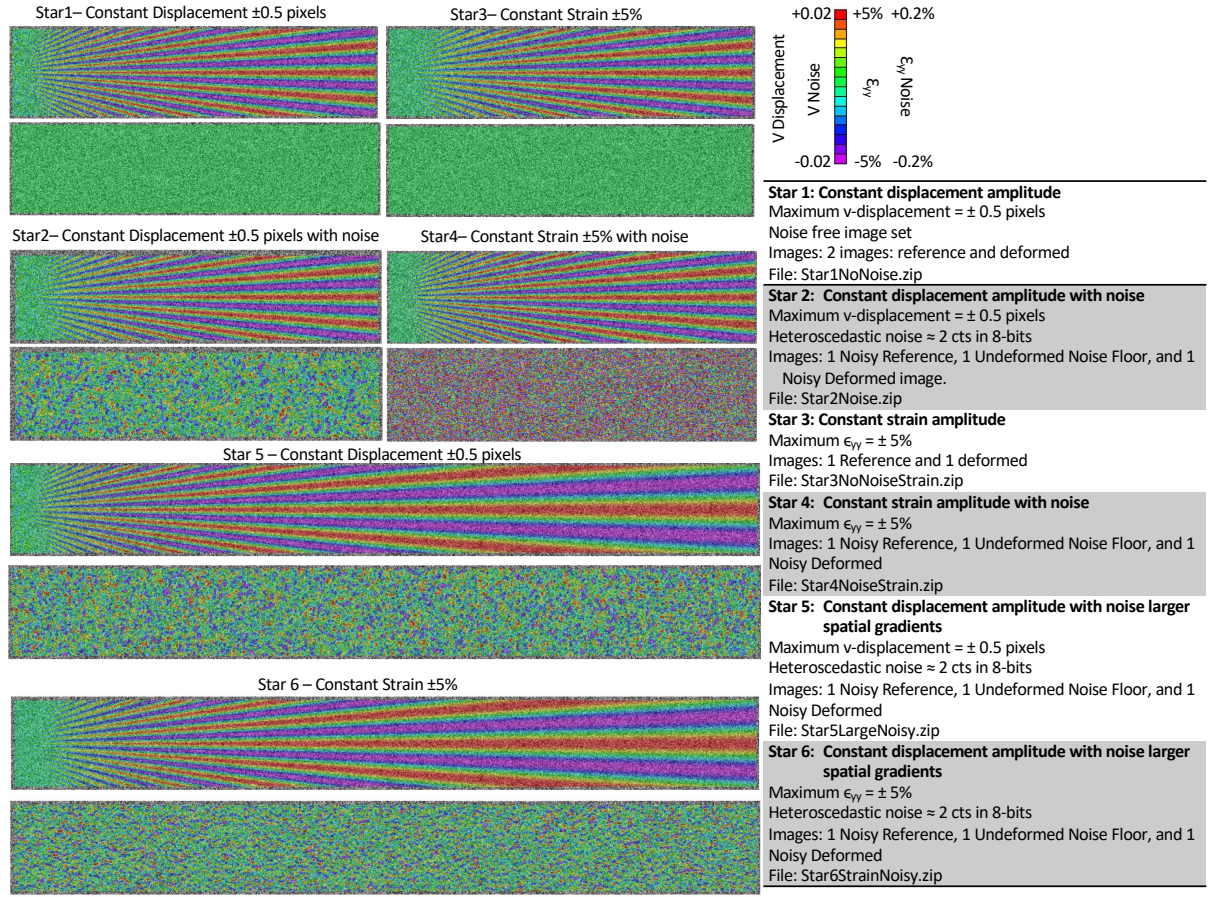 Star1– Constant Displacement ±0.5 pixels
Star3– Constant Strain ±5%
Star2– Constant Displacement ±0.5 pixels with noise
Star4– Constant Strain ±5% with noise
Star 5 – Constant Displacement ±0.5 pixels
Star 6 – Constant Strain ±5%
+0.02 +5% +0.2%
V Displacement
V Noise
εyy
εyy Noise
-0.02 -5% -0.2%
Star 1: Constant displacement amplitude
Maximum v-displacement = ± 0.5 pixels
Noise free image set
Images: 2 images: reference and deformed
File: Star1NoNoise.zip
Star 2: Constant displacement amplitude with noise
Maximum v-displacement = ± 0.5 pixels
Heteroscedastic noise ≈ 2 cts in 8-bits
Images: 1 Noisy Reference, 1 Undeformed Noise Floor, and 1
Noisy Deformed image.
File: Star2Noise.zip
Star 3: Constant strain amplitude
Maximum ϵyy = ± 5%
Images: 1 Reference and 1 deformed
File: Star3NoNoiseStrain.zip
Star 4: Constant strain amplitude with noise
Maximum ϵyy = ± 5%
Images: 1 Noisy Reference, 1 Undeformed Noise Floor, and 1
Noisy Deformed
File: Star4NoiseStrain.zip
Star 5: Constant displacement amplitude with noise larger
spatial gradients
Maximum v-displacement = ± 0.5 pixels
Heteroscedastic noise ≈ 2 cts in 8-bits
Images: 1 Noisy Reference, 1 Undeformed Noise Floor, and 1
Noisy Deformed
File: Star5LargeNoisy.zip
Star 6: Constant displacement amplitude with noise larger
spatial gradients
Maximum ϵyy = ± 5%
Heteroscedastic noise ≈ 2 cts in 8-bits
Images: 1 Noisy Reference, 1 Undeformed Noise Floor, and 1
Noisy Deformed
File: Star6StrainNoisy.zip